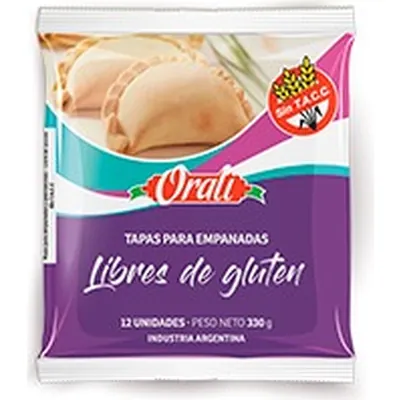 Sin T.A.C.C.
Orali
TAPAS PARA EMPANADAS
Libres de gluten
12 UNIDADES - PESO NETO 330 g
INDUSTRIA ARGENTINA